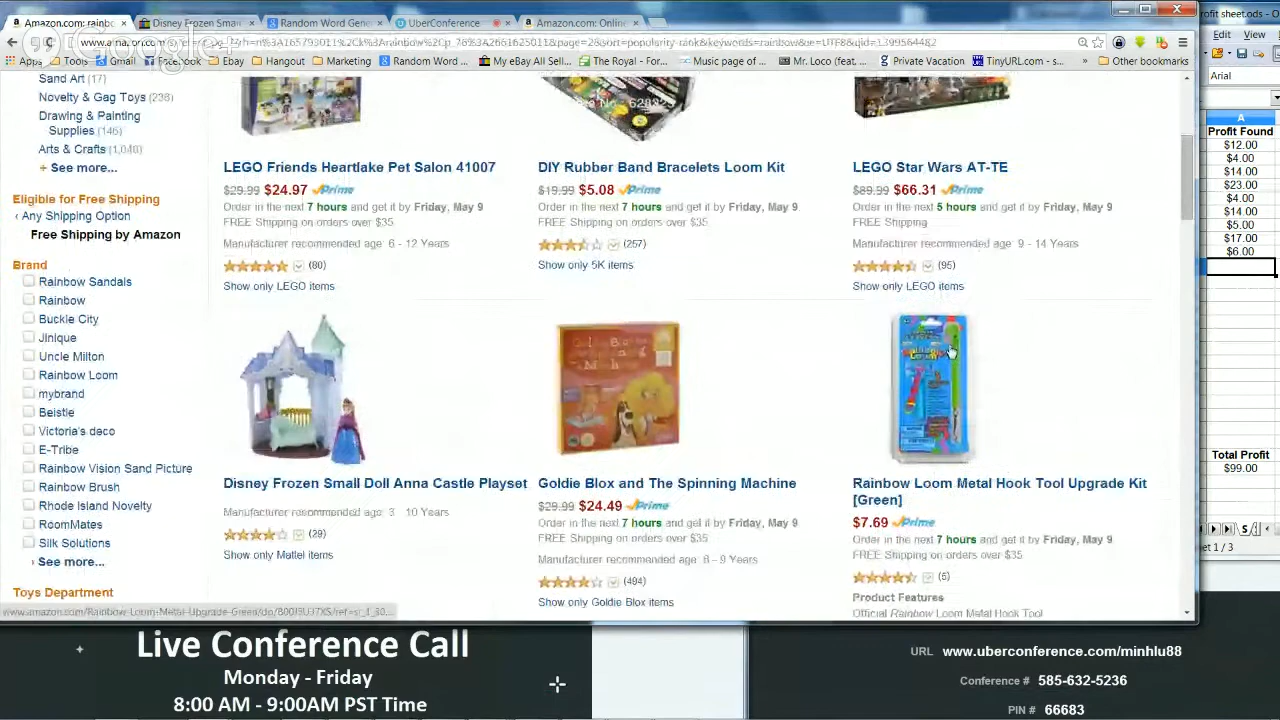 Amazon.com: rainbo
Disney Frozen Smal
Random Word Gener
UberConference
Amazon.com: Onlin
Apps
Tools
Gmail
Facebook
Ebay
Hangout
Marketing
Random Word ...
My eBay All Sell...
The Royal - For...
Music page of ...
Mr. Loco (feat. ...
Private Vacation
TinyURL.com - s...
»
Other bookmarks
Sand Art (17)
Novelty & Gag Toys (236)
Drawing & Painting
Supplies (146)
Arts & Crafts (1,040)
+ See more...
Eligible for Free Shipping
‹ Any Shipping Option
Free Shipping by Amazon
Brand
Rainbow Sandals
Rainbow
Buckle City
Jinique
Uncle Milton
Rainbow Loom
mybrand
Beistle
Victoria's deco
E-Tribe
Rainbow Vision Sand Picture
Rainbow Brush
Rhode Island Novelty
RoomMates
Silk Solutions
› See more...
Toys Department
LEGO Friends Heartlake Pet Salon 41007
$29.99 $24.97 Prime
Order in the next 7 hours and get it by Friday, May 9
FREE Shipping on orders over $35
Manufacturer recommended age: 6 - 12 Years
(80)
Show only LEGO items
DIY Rubber Band Bracelets Loom Kit
$19.99 $5.08 Prime
Order in the next 7 hours and get it by Friday, May 9
FREE Shipping on orders over $35
(257)
Show only 5K items
LEGO Star Wars AT-TE
$89.99 $66.31 Prime
Order in the next 5 hours and get it by Friday, May 9
FREE Shipping
Manufacturer recommended age: 9 - 14 Years
(95)
Show only LEGO items
Disney Frozen Small Doll Anna Castle Playset
Manufacturer recommended age: 3 - 10 Years
(29)
Show only Mattel items
Goldie Blox and The Spinning Machine
$29.99 $24.49 Prime
Order in the next 7 hours and get it by Friday, May 9
FREE Shipping on orders over $35
Manufacturer recommended age: 6 - 9 Years
(494)
Show only Goldie Blox items
Rainbow Loom Metal Hook Tool Upgrade Kit
[Green]
$7.69 Prime
Order in the next 7 hours and get it by Friday, May 9
FREE Shipping on orders over $35
(5)
Product Features
Official Rainbow Loom Metal Hook Tool
rofit sheet.ods - O
Edit View
Arial
A
Profit Found
$12.00
$4.00
$14.00
$23.00
$4.00
$14.00
$5.00
$17.00
$6.00
Total Profit
$99.00
et 1 / 3
Live Conference Call
Monday - Friday
8:00 AM - 9:00AM PST Time
URL www.uberconference.com/minhlu88
Conference # 585-632-5236
PIN # 66683